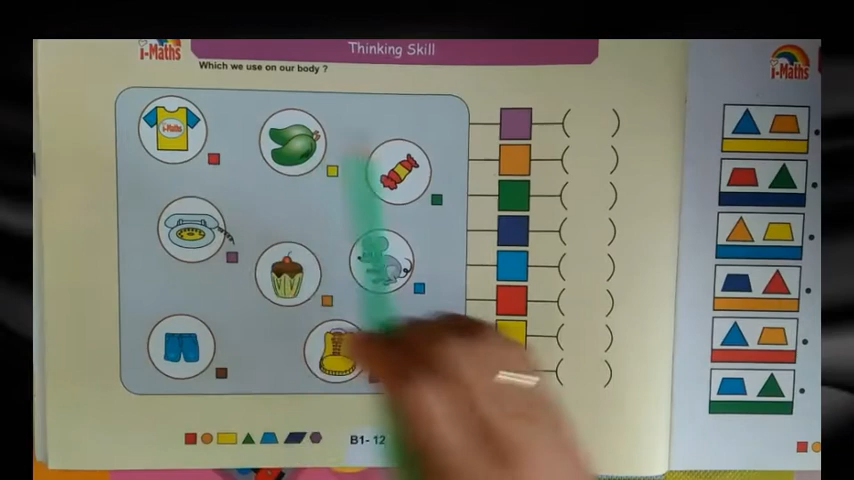 i-Maths
Thinking Skill
Which we use on our body ?
i-Maths
i-Maths
B1- 12